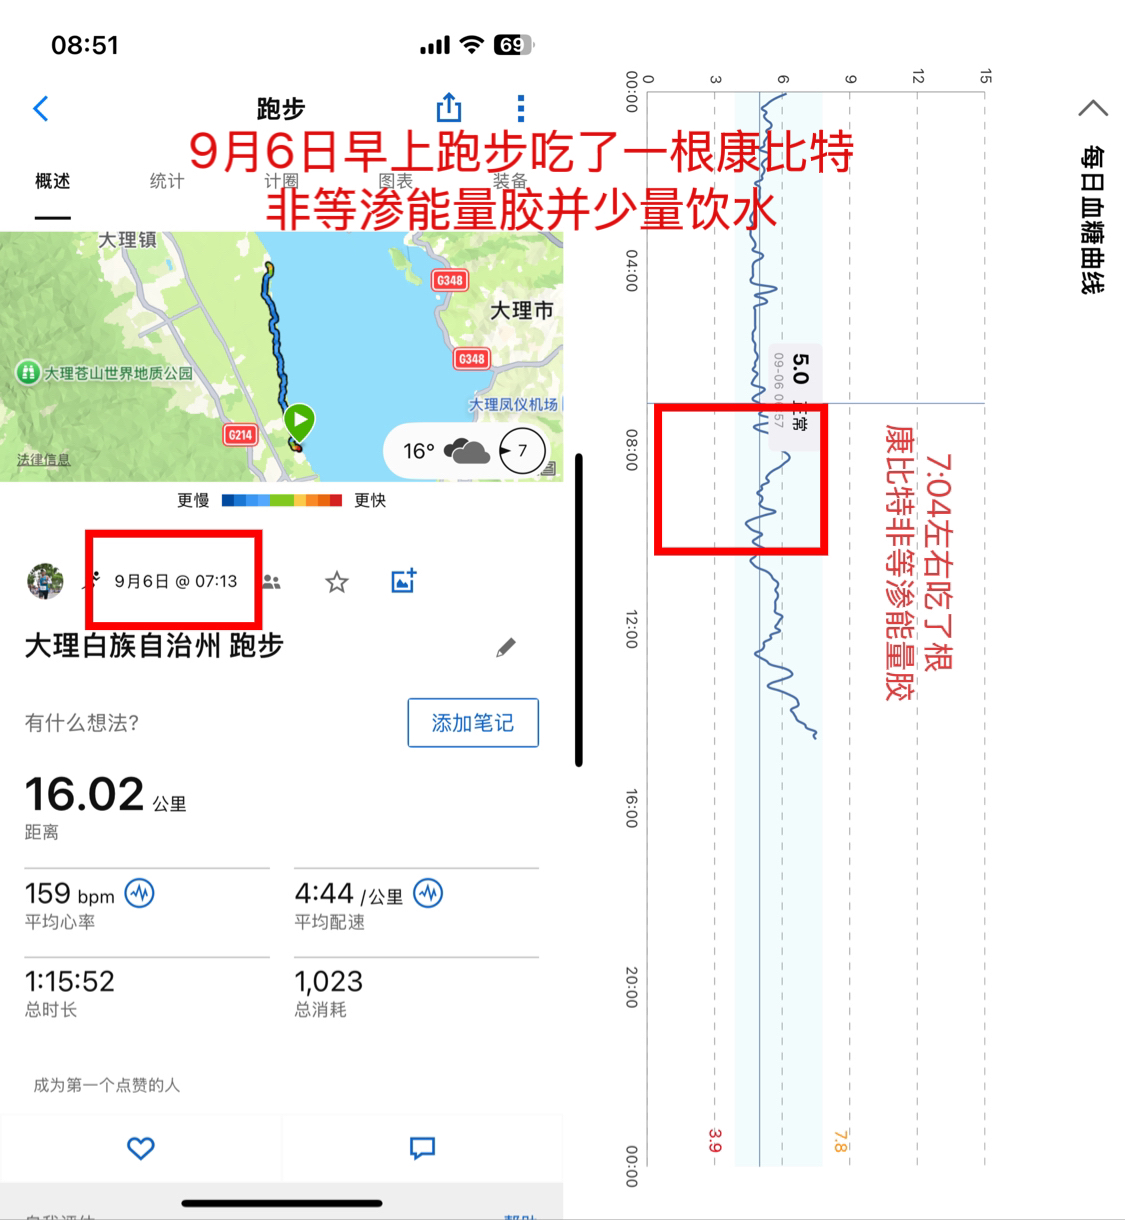 08:51
69
跑步
9月6日早上跑步吃了一根康比特
非等渗能量胶并少量饮水
概述
统计
计圈
图表
装备
大理镇
G348
大理市
G348
大理苍山世界地质公园
大理凤仪机场
G214
16°
7
法律信息
更慢
更快
9月6日 @ 07:13
大理白族自治州 跑步
有什么想法?
添加笔记
16.02 公里
距离
159 bpm
平均心率
4:44 /公里
平均配速
1:15:52
总时长
1,023
总消耗
成为第一个点赞的人
每日血糖曲线
15
12
9
6
3
0
00:00
04:00
08:00
12:00
16:00
20:00
00:00
5.0 正常
7:04左右吃了根
康比特非等渗能量胶
7.8
3.9